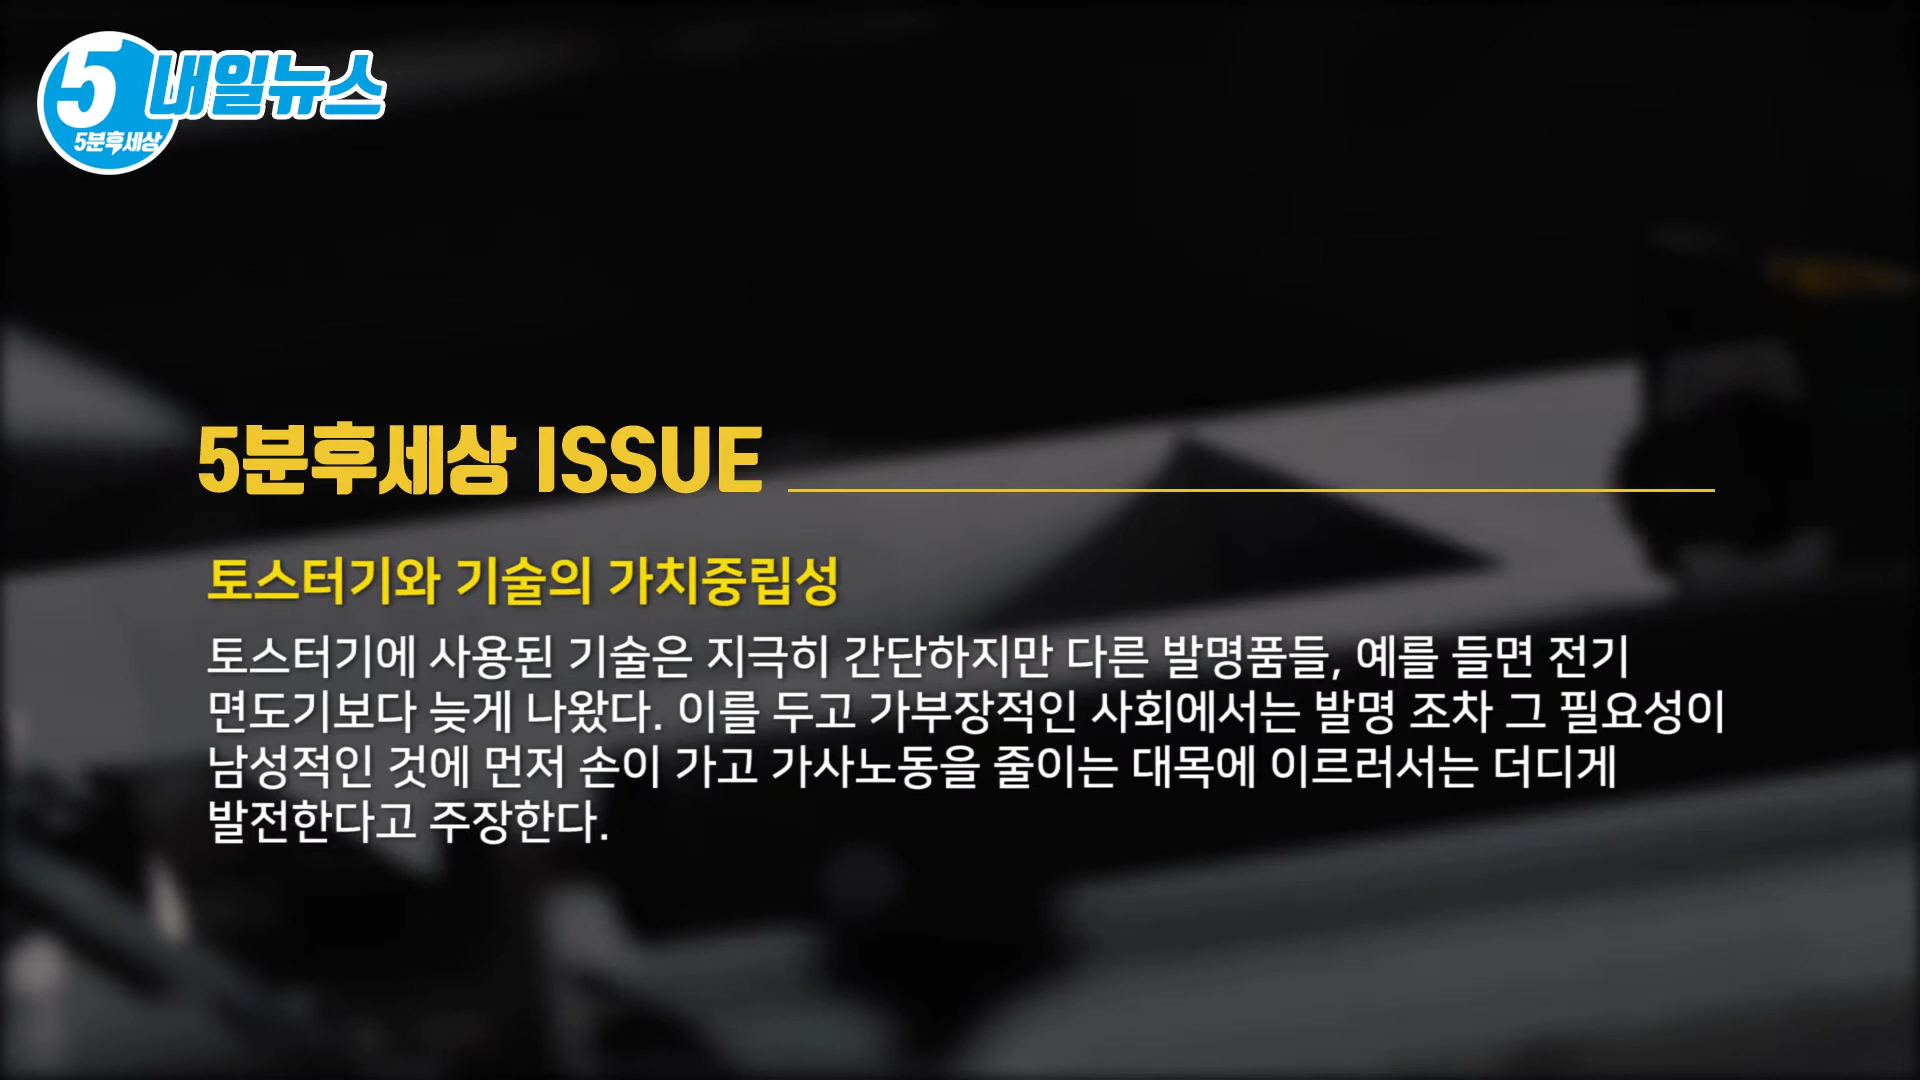 5 내일뉴스
5분후세상
5분후세상 ISSUE
토스터기와 기술의 가치중립성
토스터기에 사용된 기술은 지극히 간단하지만 다른 발명품들, 예를 들면 전기
면도기보다 늦게 나왔다. 이를 두고 가부장적인 사회에서는 발명 조차 그 필요성이
남성적인 것에 먼저 손이 가고 가사노동을 줄이는 대목에 이르러서는 더디게
발전한다고 주장한다.